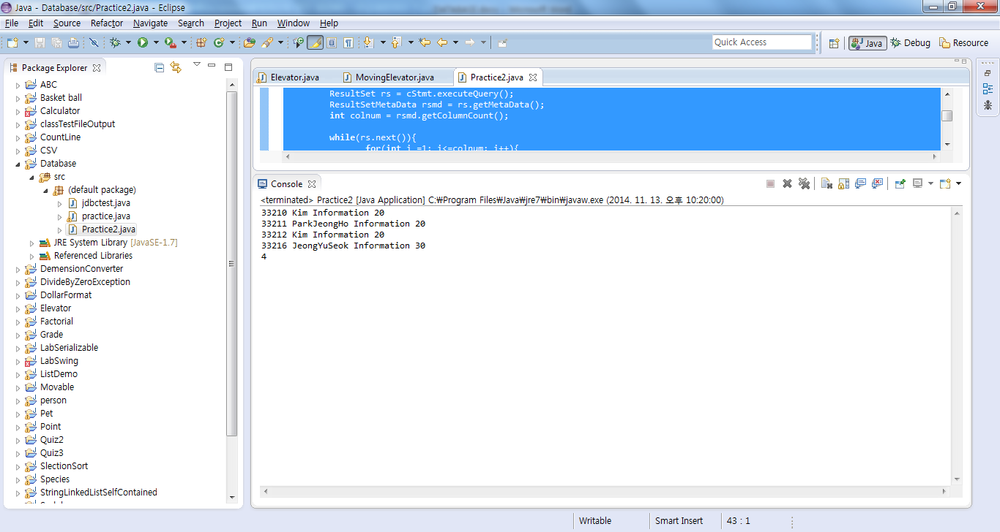 Java - Database/src/Practice2.java - Eclipse
File Edit Source Refactor Navigate Search Project Run Window Help
Quick Access
Java
Debug
Resource
Package Explorer
ABC
Basket ball
Calculator
classTestFileOutput
CountLine
CSV
Database
src
(default package)
jdbctest.java
practice.java
Practice2.java
JRE System Library [JavaSE-1.7]
Referenced Libraries
DemensionConverter
DivideByZeroException
DollarFormat
Elevator
Factorial
Grade
LabSerializable
LabSwing
ListDemo
Movable
person
Pet
Point
Quiz2
Quiz3
SlectionSort
Species
StringLinkedListSelfContained
Elevator.java
MovingElevator.java
Practice2.java
ResultSet rs = cStmt.executeQuery();
ResultSetMetaData rsmd = rs.getMetaData();
int colnum = rsmd.getColumnCount();
while(rs.next()){
for(int i =1; i<=colnum; i++){
Console
<terminated> Practice2 [Java Application] C:₩Program Files₩Java₩jre7₩bin₩javaw.exe (2014. 11. 13. 오후 10:20:00)
33210 Kim Information 20
33211 ParkJeongHo Information 20
33212 Kim Information 20
33216 JeongYuSeok Information 30
4
Writable
Smart Insert
43 : 1